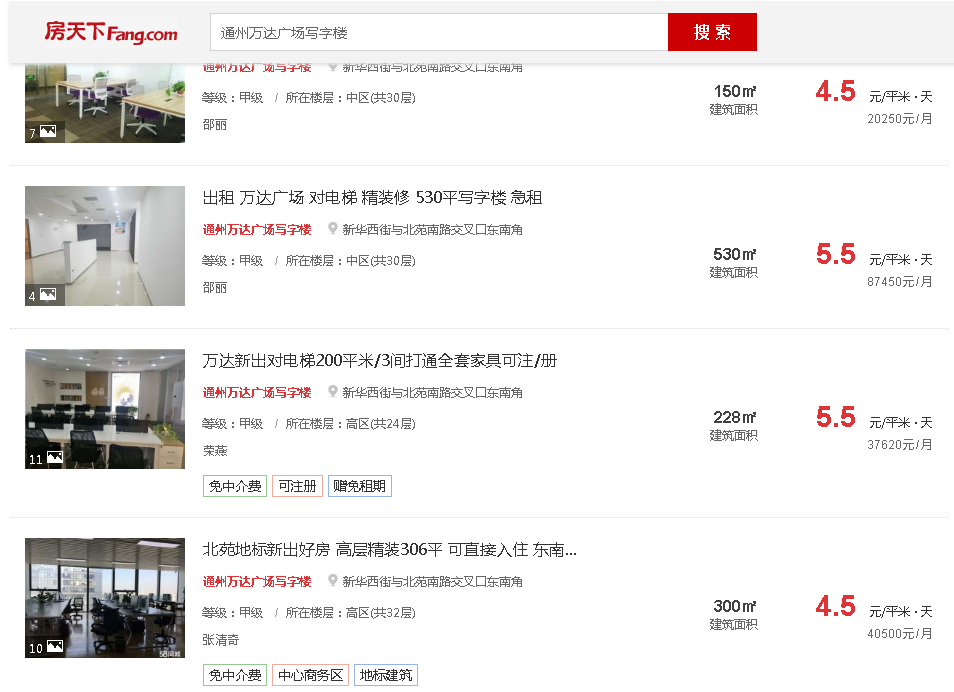 房天下Fang.com
通州万达广场写字楼
搜 索
通州万达广场写字楼 新华西街与北苑南路交叉口东南角
等级：甲级 / 所在楼层：中区(共30层)
邵丽
7
150㎡
建筑面积
4.5 元/平米·天
20250元/月
出租 万达广场 对电梯 精装修 530平写字楼 急租
通州万达广场写字楼 新华西街与北苑南路交叉口东南角
等级：甲级 / 所在楼层：中区(共30层)
邵丽
4
530㎡
建筑面积
5.5 元/平米·天
87450元/月
万达新出对电梯200平米/3间打通全套家具可注/册
通州万达广场写字楼 新华西街与北苑南路交叉口东南角
等级：甲级 / 所在楼层：高区(共24层)
荣燕
免中介费 可注册 赠免租期
11
228㎡
建筑面积
5.5 元/平米·天
37620元/月
北苑地标新出好房 高层精装306平 可直接入住 东南...
通州万达广场写字楼 新华西街与北苑南路交叉口东南角
等级：甲级 / 所在楼层：高区(共32层)
张清奇
免中介费 中心商务区 地标建筑
10
58同城
300㎡
建筑面积
4.5 元/平米·天
40500元/月